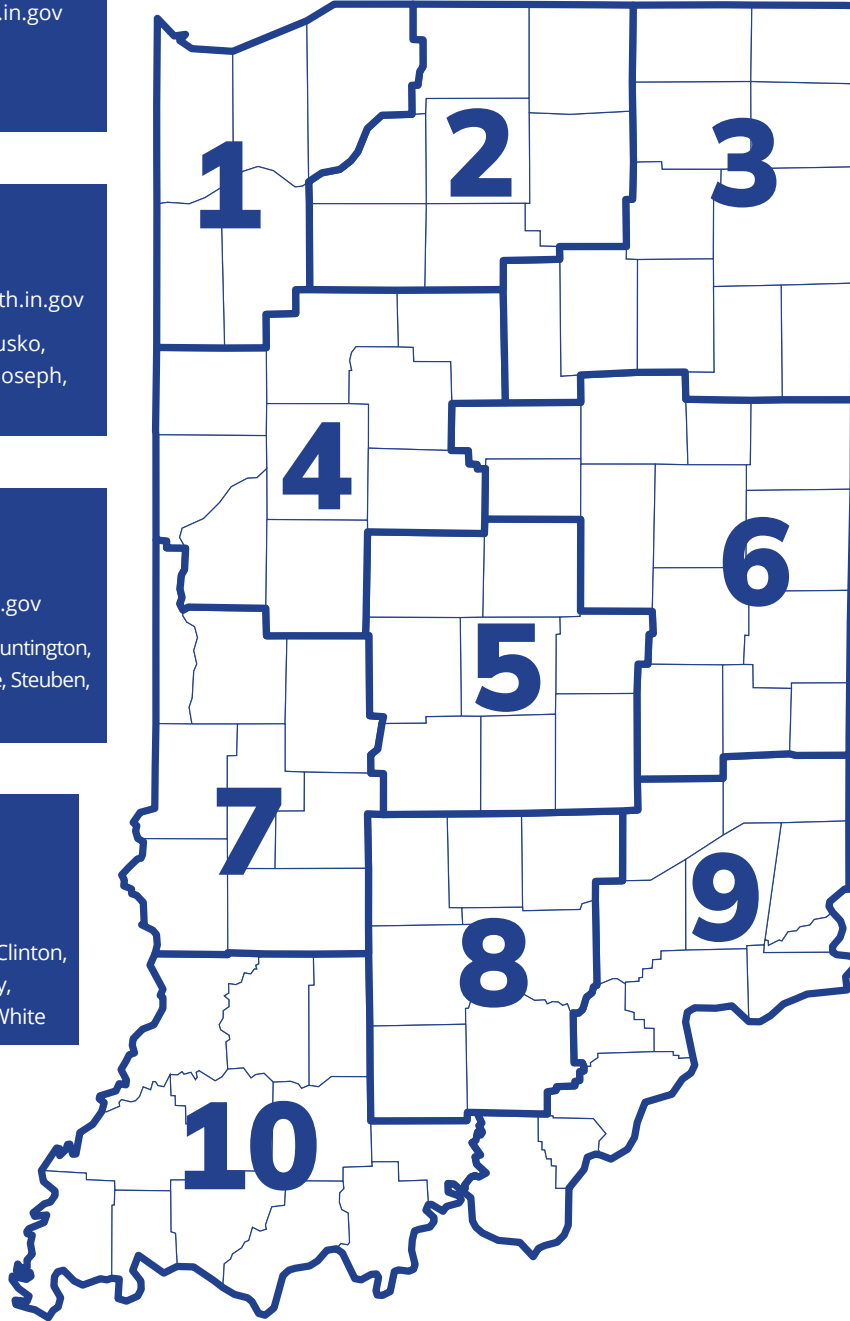 .in.gov
th.in.gov
usko,
oseph,
.gov
untington,
e, Steuben,
Clinton,
y,
White
1
2
3
4
5
6
7
8
9
10